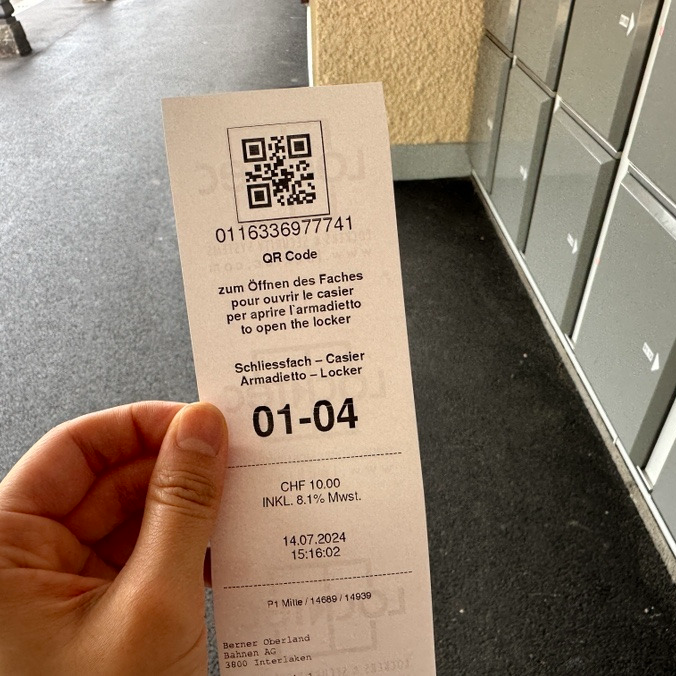 0116336977741
QR Code
zum Öffnen des Faches
pour ouvrir le casier
per aprire l'armadietto
to open the locker
Schliessfach – Casier
Armadietto – Locker
01-04
CHF 10.00
INKL. 8.1% Mwst.
14.07.2024
15:16:02
P1 Mitte / 14689 / 14939
Berner Oberland
Bahnen AG
3800 Interlaken